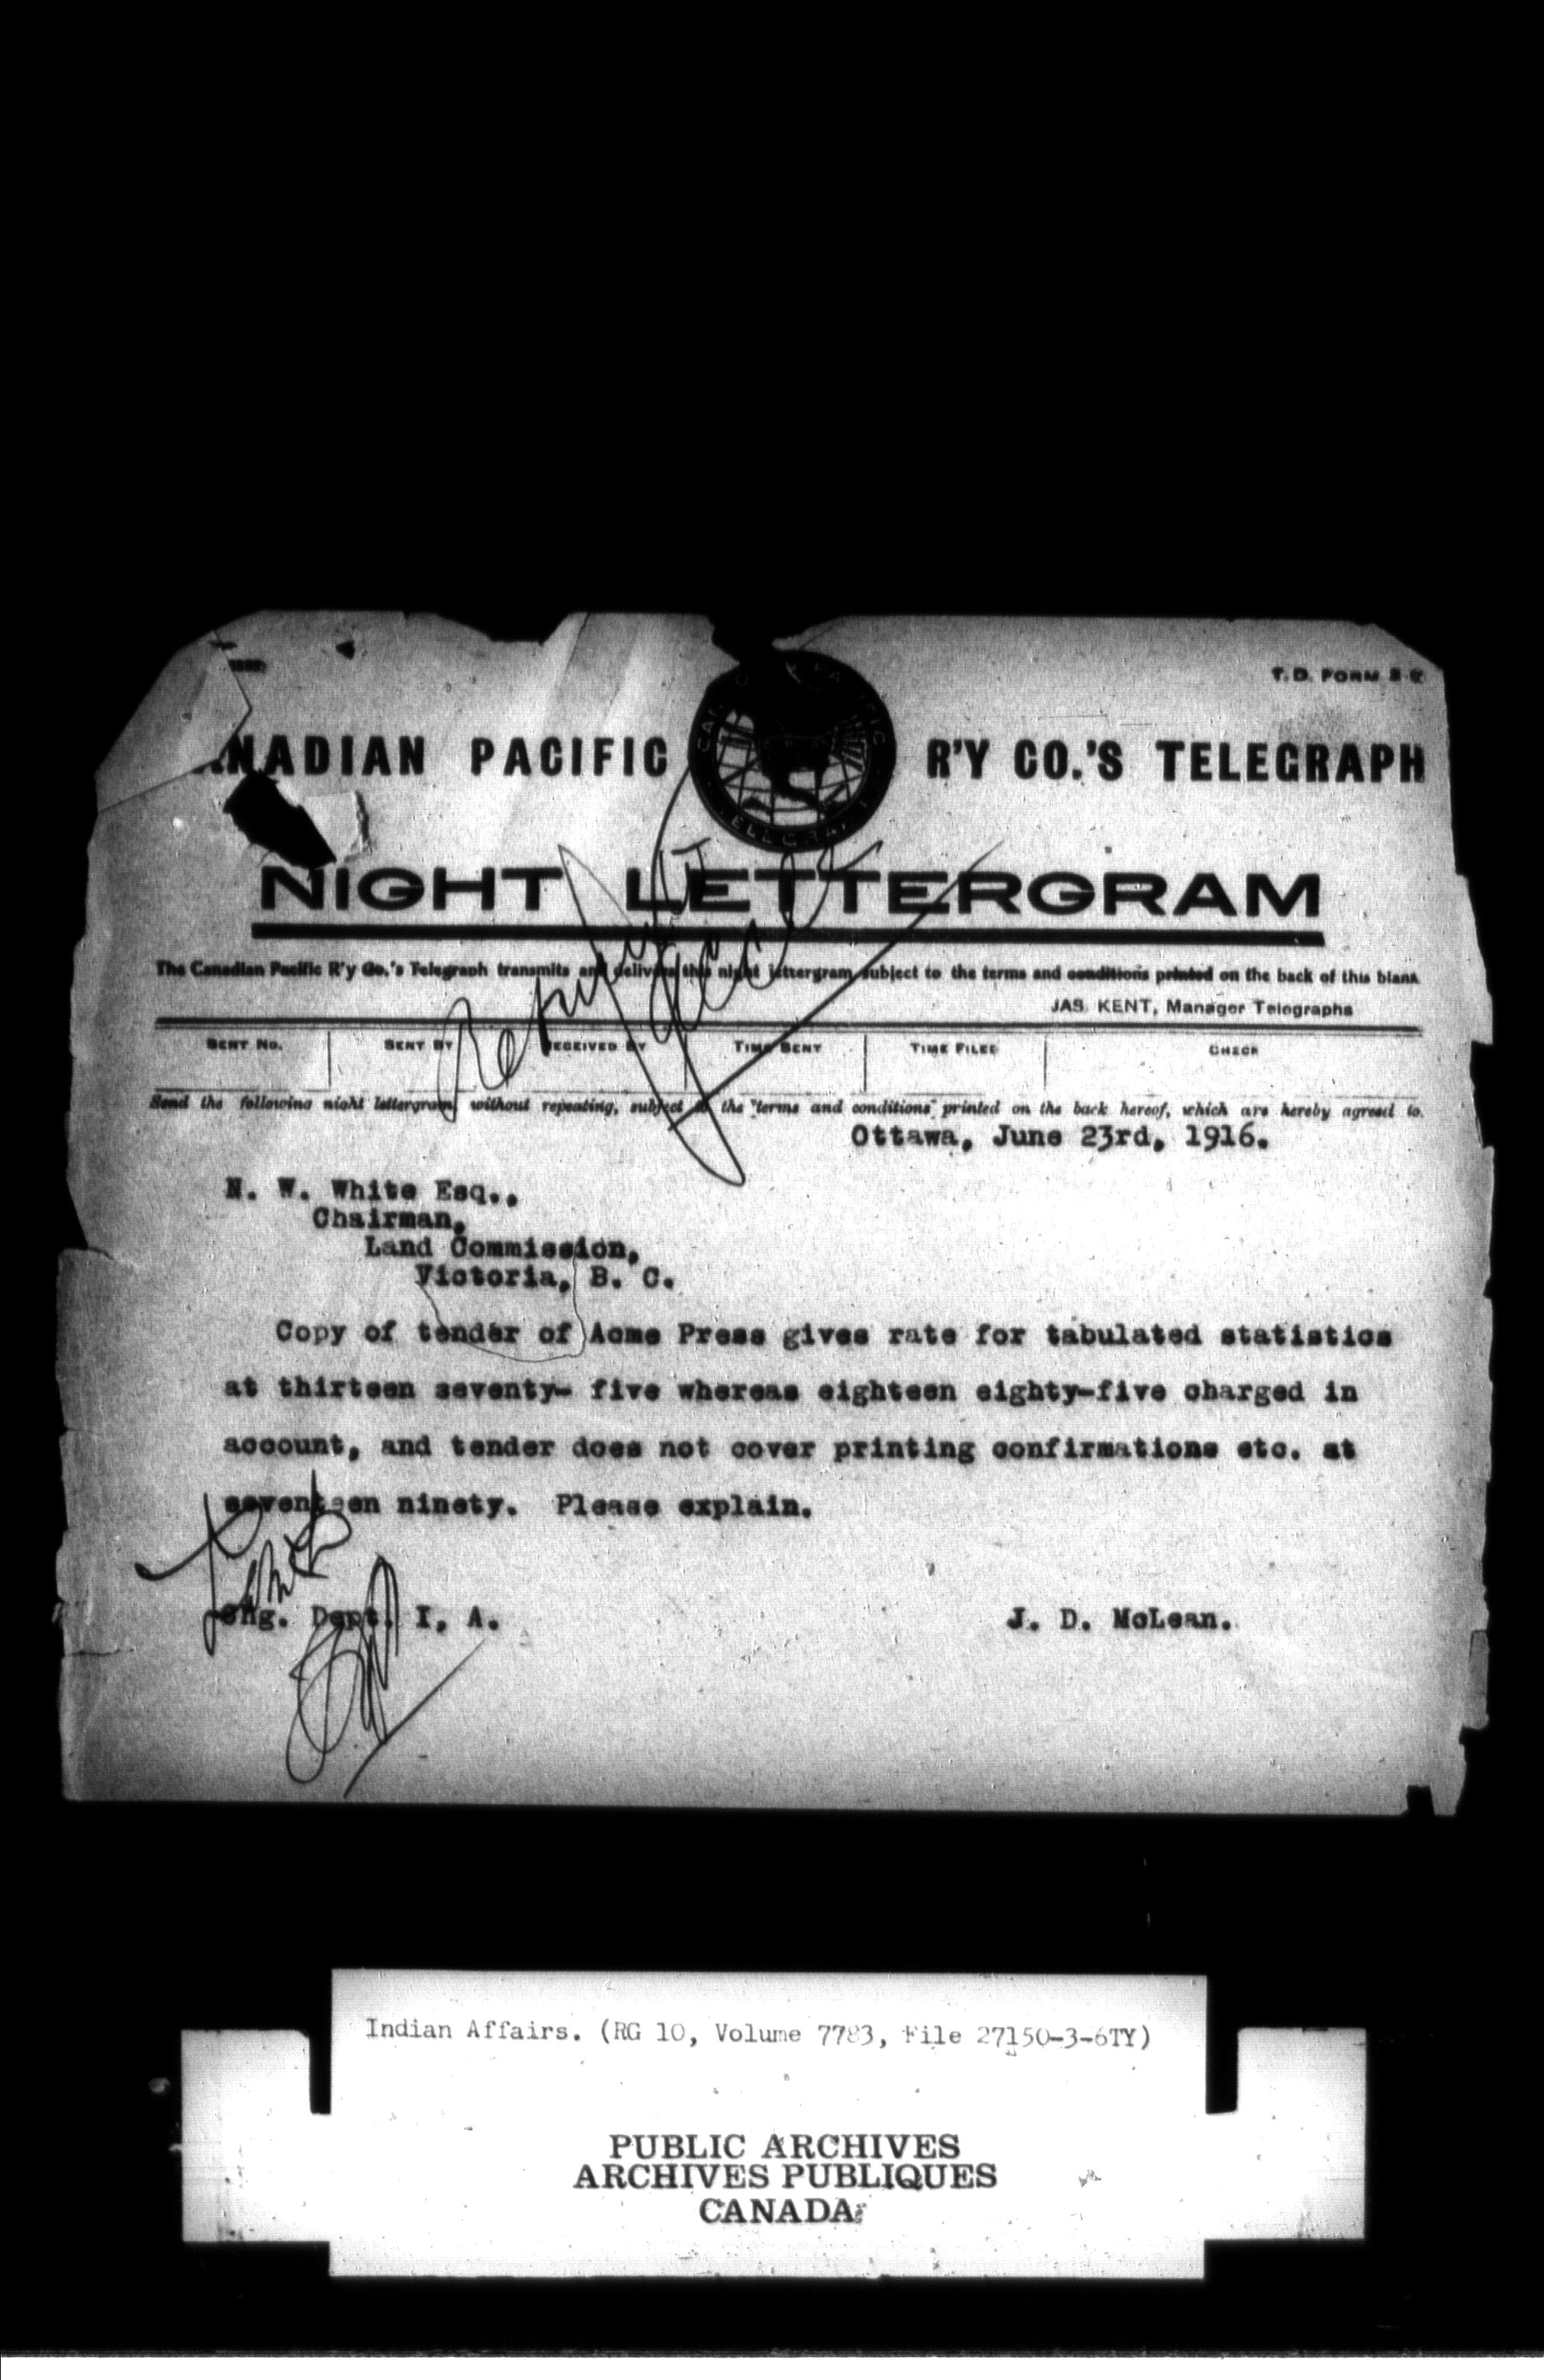 T.D. FORM
NADIAN PACIFIC R'Y CO.'S TELEGRAPH
NIGHT LETTERGRAM
The Canadian Pacific R'y Co.'s Telegraph transmits and delivers this night lettergram subject to the terms and conditions printed on the back of this blank
JAS. KENT, Manager Telegraphs
SENT No. SENT BY RECEIVED BY TIME SENT TIME FILED CHECK
Send the following night lettergram, without repeating, subject to the "terms and conditions" printed on the back hereof, which are hereby agreed to.
Ottawa, June 23rd, 1916.
N. W. White Esq.,
Chairman,
Land Commission,
Victoria, B. C.
Copy of tender of Acme Press gives rate for tabulated statistics
at thirteen seventy- five whereas eighteen eighty-five charged in
account, and tender does not cover printing confirmations etc. at
seventeen ninety. Please explain.
Chg. Dept. I, A. J. D. McLean.
Indian Affairs. (RG 10, Volume 7783, File 27150-3-6TY)
PUBLIC ARCHIVES
ARCHIVES PUBLIQUES
CANADA